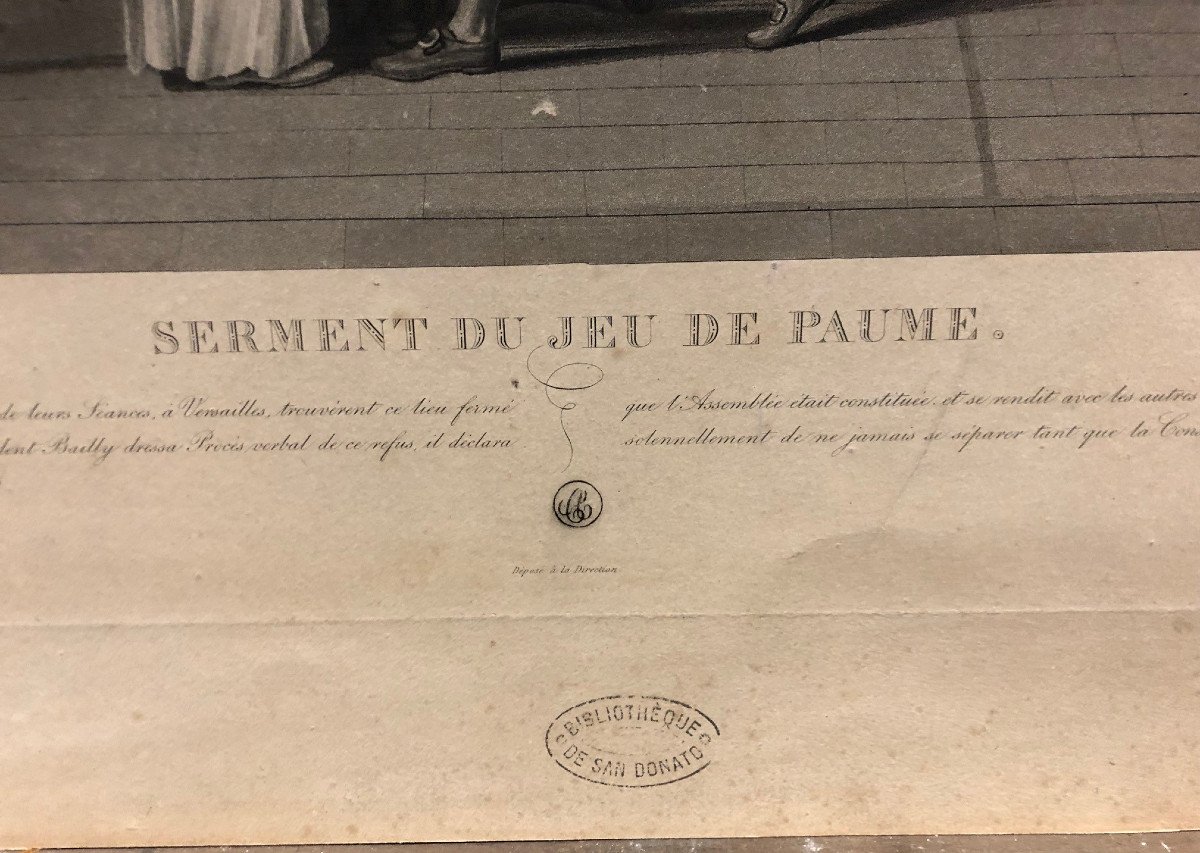 SERMENT DU JEU DE PAUME.
de leurs Séances, à Versailles, trouvèrent ce lieu fermé
dent Bailly dressa Procès verbal de ce refus, il déclara
que l'Assemblée était constituée, et se rendit avec les autres
solennellement de ne jamais se séparer tant que la Cons
Déposé à la Direction
BIBLIOTHÈQUE
DE SAN DONATO